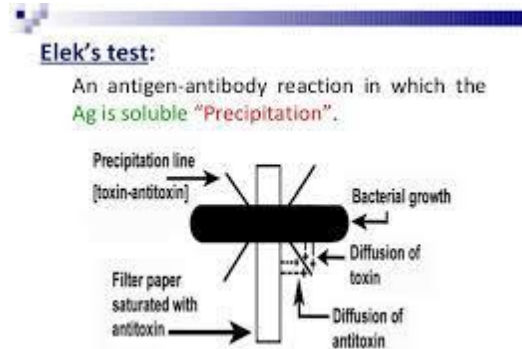 Elek's test:
An antigen-antibody reaction in which the
Ag is soluble "Precipitation".
Precipitation line
[toxin-antitoxin]
Bacterial growth
Diffusion of
toxin
Filter paper
saturated with
antitoxin
Diffusion of
antitoxin